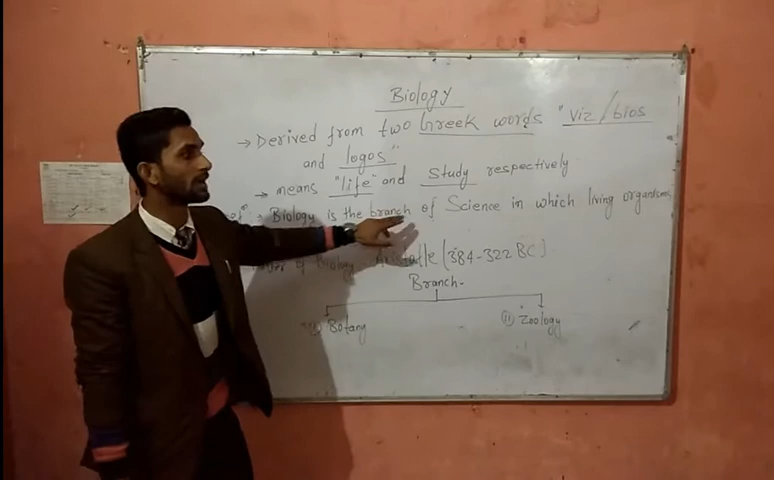 Biology
→ Derived from two Greek words "viz/bios
and logos"
→ means "life" and study respectively
Biology is the branch of Science in which living organisms
of Biology - Aristotle (384-322 BC)
Branch-
Botany (ii) Zoology